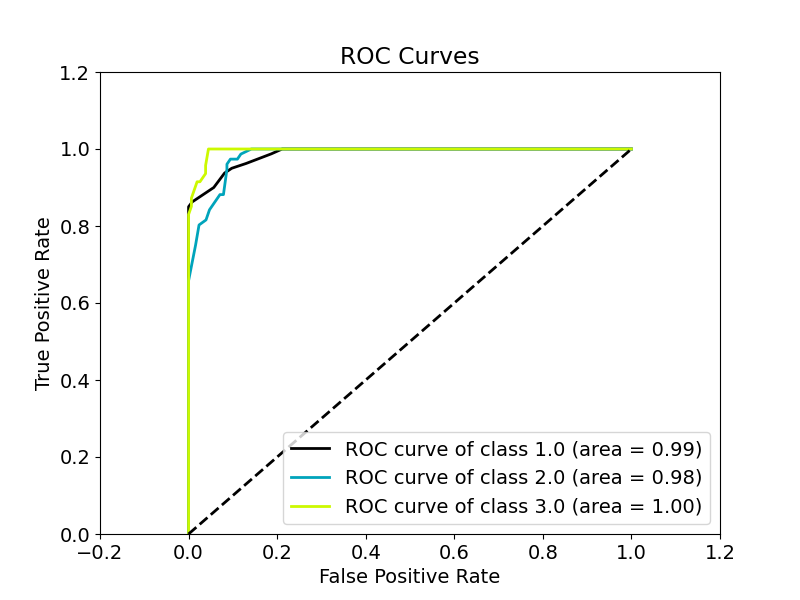 ROC Curves
1.2
1.0
0.8
0.6
0.4
0.2
0.0
True Positive Rate
ROC curve of class 1.0 (area = 0.99)
ROC curve of class 2.0 (area = 0.98)
ROC curve of class 3.0 (area = 1.00)
−0.2 0.0 0.2 0.4 0.6 0.8 1.0 1.2
False Positive Rate